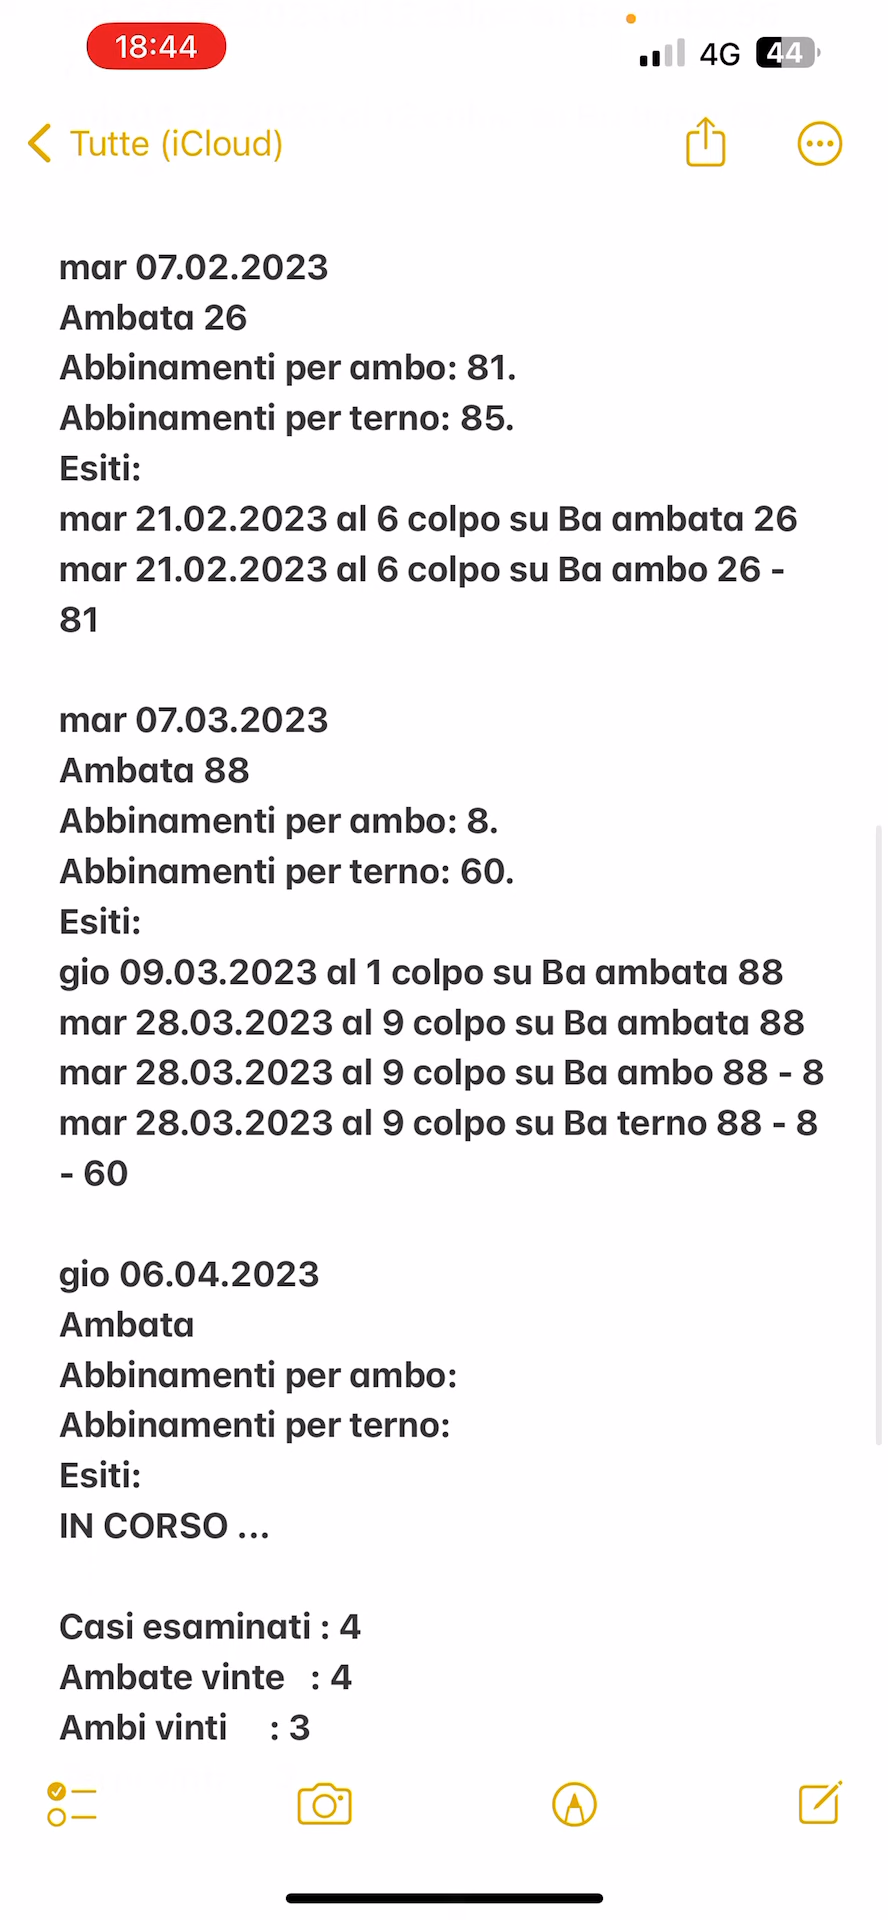 18:44
4G 44
Tutte (iCloud)
mar 07.02.2023
Ambata 26
Abbinamenti per ambo: 81.
Abbinamenti per terno: 85.
Esiti:
mar 21.02.2023 al 6 colpo su Ba ambata 26
mar 21.02.2023 al 6 colpo su Ba ambo 26 -
81
mar 07.03.2023
Ambata 88
Abbinamenti per ambo: 8.
Abbinamenti per terno: 60.
Esiti:
gio 09.03.2023 al 1 colpo su Ba ambata 88
mar 28.03.2023 al 9 colpo su Ba ambata 88
mar 28.03.2023 al 9 colpo su Ba ambo 88 - 8
mar 28.03.2023 al 9 colpo su Ba terno 88 - 8
- 60
gio 06.04.2023
Ambata
Abbinamenti per ambo:
Abbinamenti per terno:
Esiti:
IN CORSO ...
Casi esaminati : 4
Ambate vinte : 4
Ambi vinti : 3